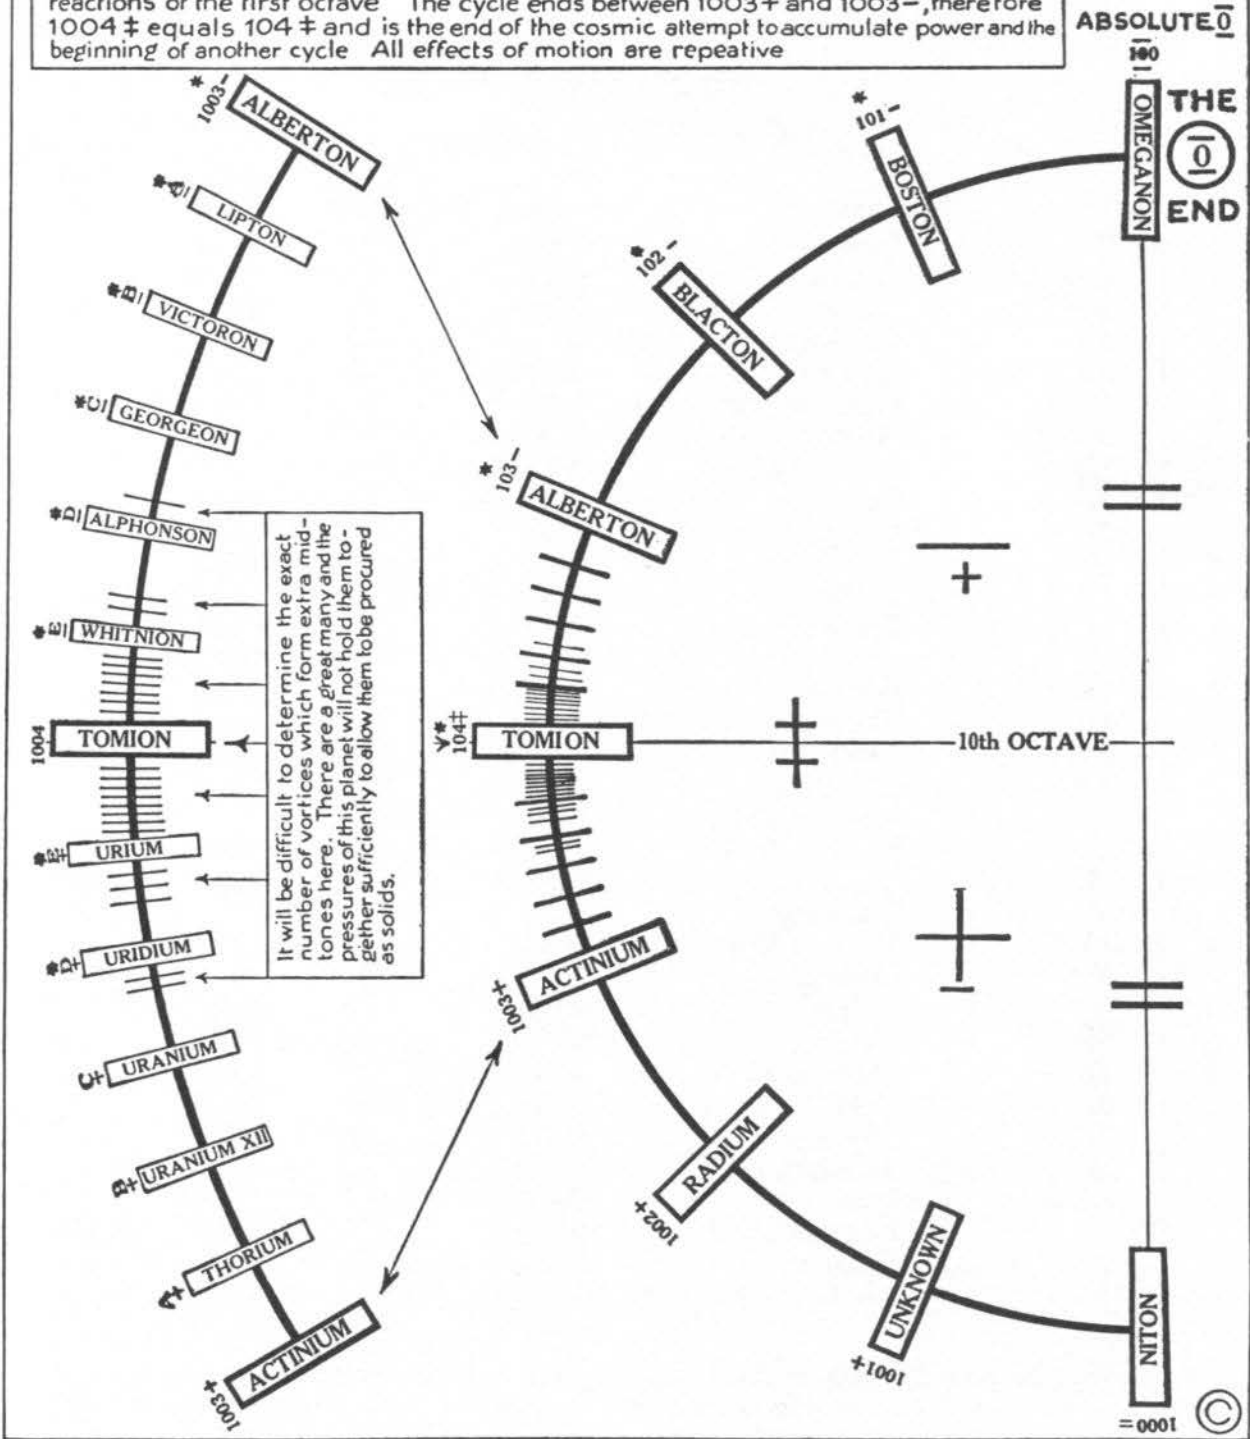 reactions of the first octave The cycle ends between 1003+ and 1003-, therefore
1004‡ equals 104‡ and is the end of the cosmic attempt to accumulate power and the
beginning of another cycle All effects of motion are repeative
ABSOLUTE 0
100
THE
0
END
OMEGANON
*
101-
BOSTON
*
102-
BLACTON
*
103-
ALBERTON
*
104‡
TOMION
10th OCTAVE
1003+
ACTINIUM
1002+
RADIUM
1001+
UNKNOWN
1000=
NITON
©
*
1003-
ALBERTON
*A-
LIPTON
*B-
VICTORON
*C-
GEORGEON
*D-
ALPHONSON
*E-
WHITNION
1004
TOMION
*E+
URIUM
*D+
URIDIUM
C+
URANIUM
B+
URANIUM XII
A+
THORIUM
1003+
ACTINIUM
It will be difficult to determine the exact
number of vortices which form extra mid-
tones here. There are a great many and the
pressures of this planet will not hold them to-
gether sufficiently to allow them to be procured
as solids.